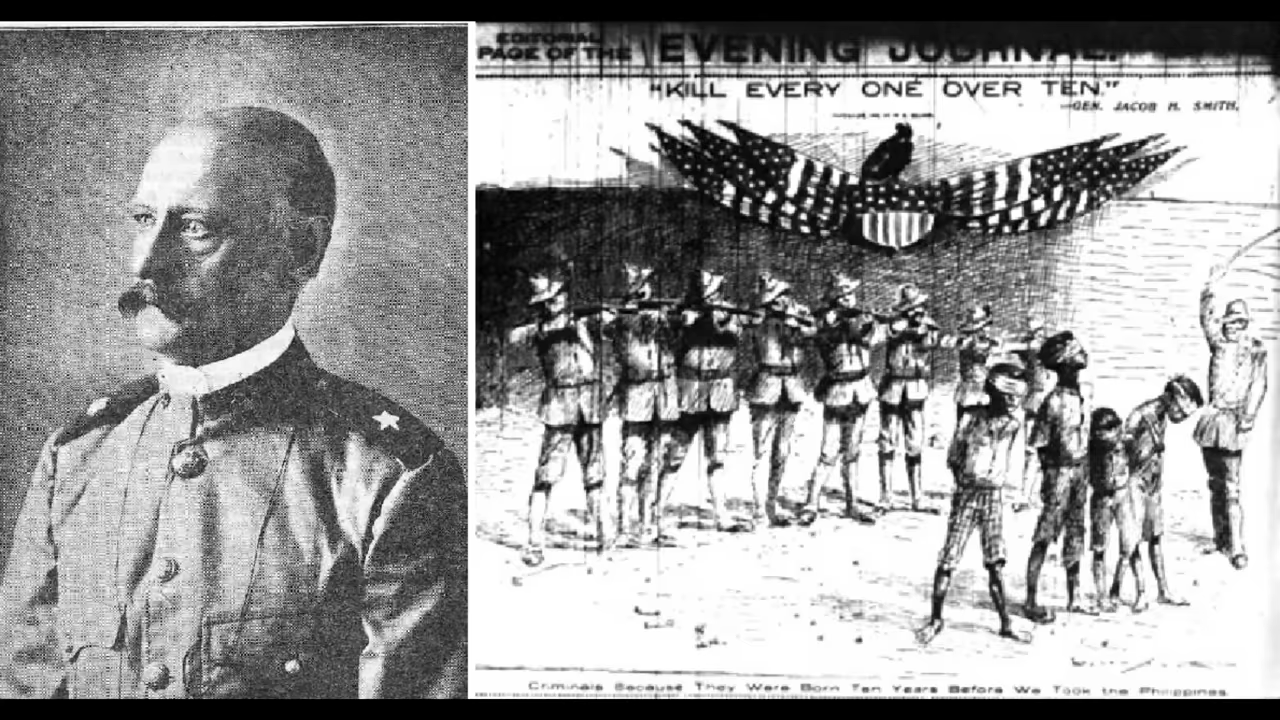 EDITORIAL
PAGE OF THE EVENING JOURNAL.
"KILL EVERY ONE OVER TEN."
—GEN. JACOB H. SMITH.
Criminals Because They Were Born Ten Years Before We Took the Philippines.